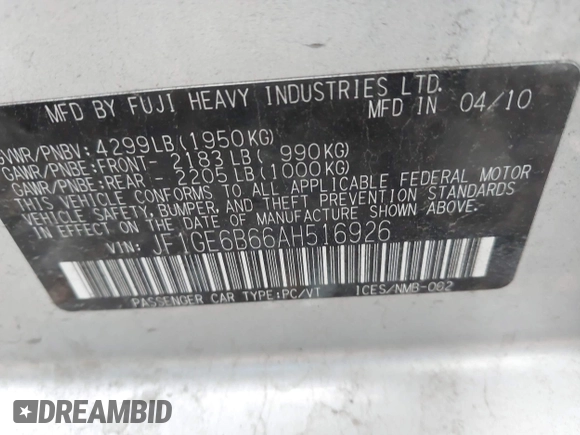 MFD BY FUJI HEAVY INDUSTRIES LTD.
MFD IN 04/10
GVWR/PNBV: 4299LB(1950KG)
GAWR/PNBE:FRONT- 2183LB( 990KG)
GAWR/PNBE:REAR - 2205LB(1000KG)
THIS VEHICLE CONFORMS TO ALL APPLICABLE FEDERAL MOTOR
VEHICLE SAFETY, BUMPER, AND THEFT PREVENTION STANDARDS
IN EFFECT ON THE DATE OF MANUFACTURE SHOWN ABOVE.
VIN: JF1GE6B66AH516926
PASSENGER CAR TYPE:PC/VT ICES/NMB-002
DREAMBID